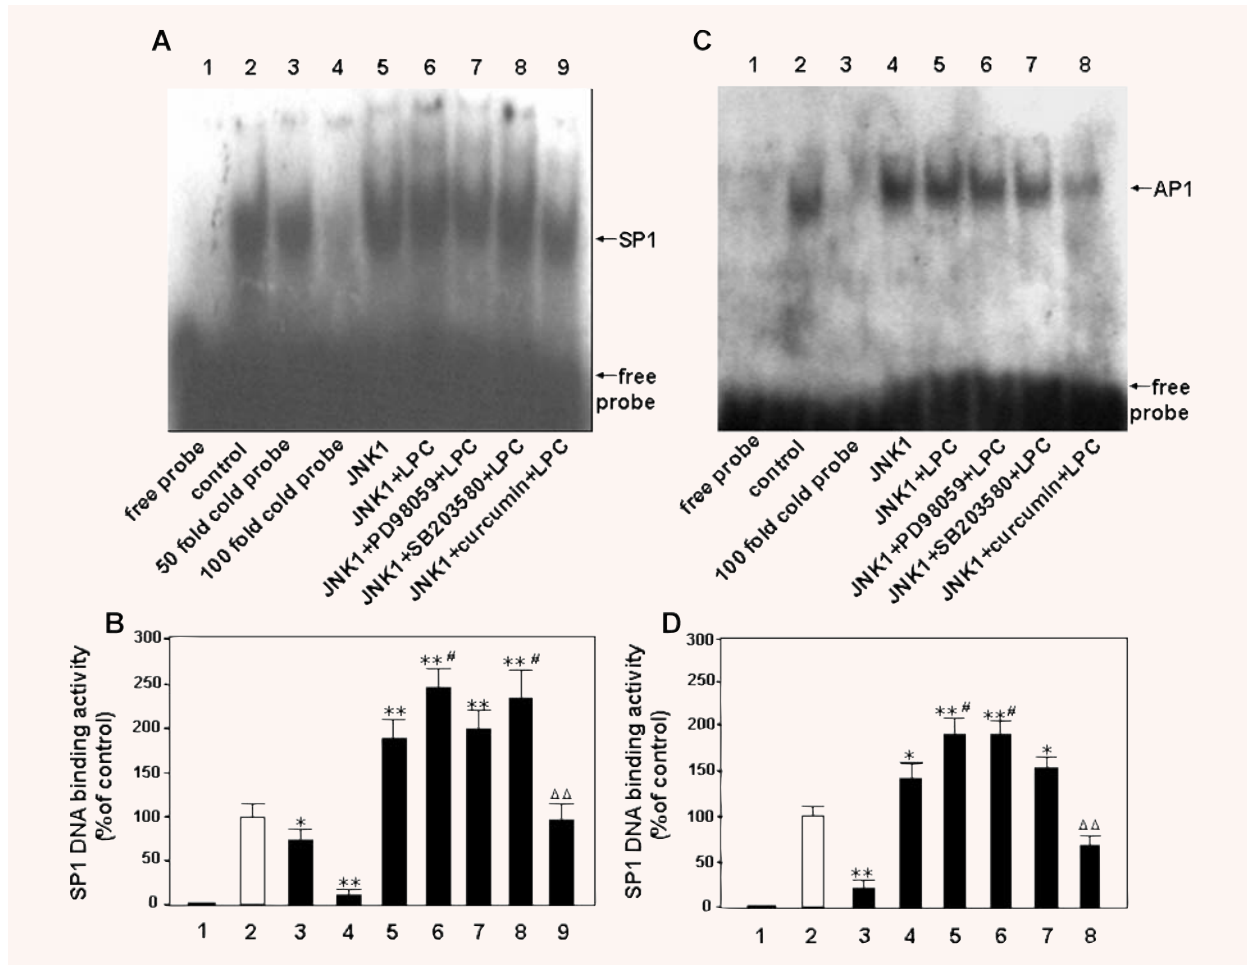 A
1 2 3 4 5 6 7 8 9
←SP1
←free
probe
free probe
control
50 fold cold probe
100 fold cold probe
JNK1
JNK1+LPC
JNK1+PD98059+LPC
JNK1+SB203580+LPC
JNK1+curcumin+LPC
C
1 2 3 4 5 6 7 8
←AP1
←free
probe
free probe
control
100 fold cold probe
JNK1
JNK1+LPC
JNK1+PD98059+LPC
JNK1+SB203580+LPC
JNK1+curcumin+LPC
B
SP1 DNA binding activity
(%of control)
300
250
200
150
100
50
0
*
**
**
**#
**
**#
ΔΔ
1 2 3 4 5 6 7 8 9
D
SP1 DNA binding activity
(%of control)
300
250
200
150
100
50
0
**
*
**#
**#
*
ΔΔ
1 2 3 4 5 6 7 8